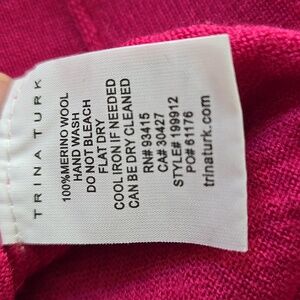 TRINA TURK
100%MERINO WOOL
HAND WASH
DO NOT BLEACH
FLAT DRY
COOL IRON IF NEEDED
CAN BE DRY CLEANED
RN# 93415
CA# 30427
STYLE# 199912
PO# 61176
trinaturk.com